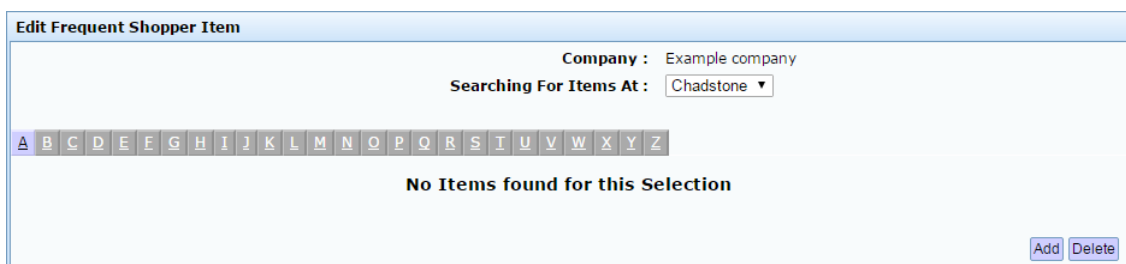 Edit Frequent Shopper Item
Company : Example company
Searching For Items At : Chadstone ▼
A B C D E F G H I J K L M N O P Q R S T U V W X Y Z
No Items found for this Selection
Add Delete